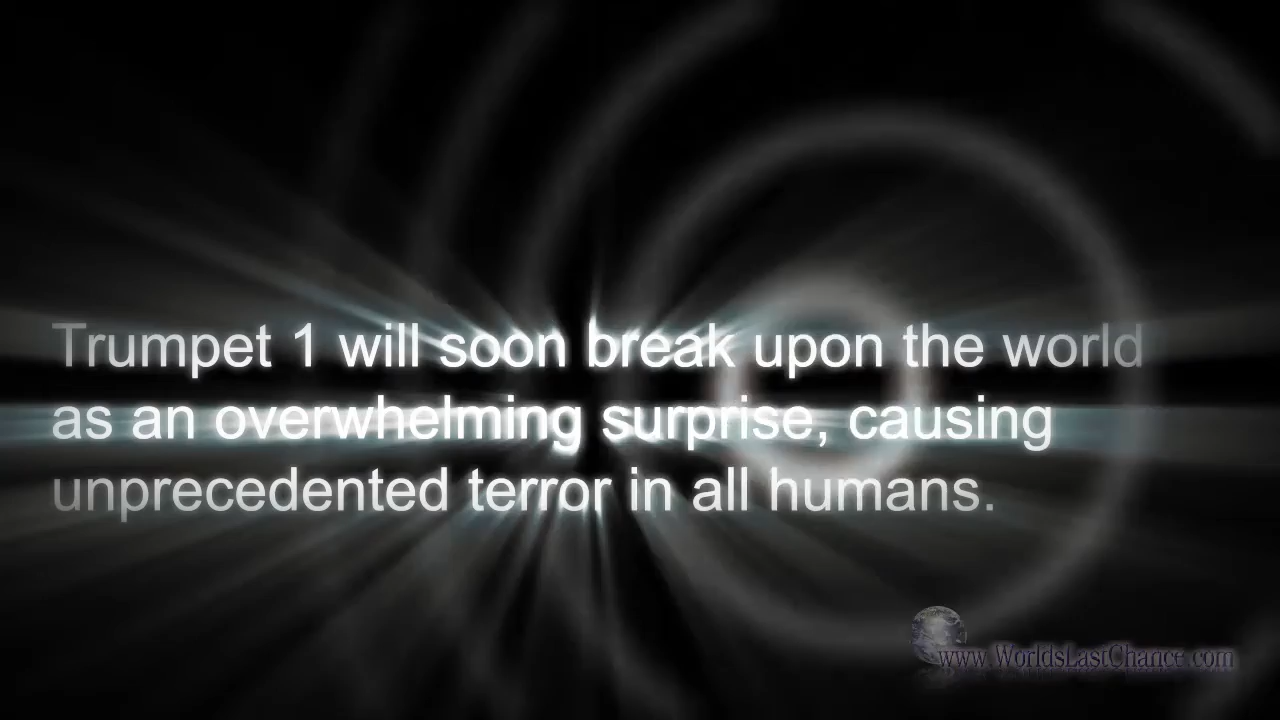 Trumpet 1 will soon break upon the world
as an overwhelming surprise, causing
unprecedented terror in all humans.
www.WorldsLastChance.com